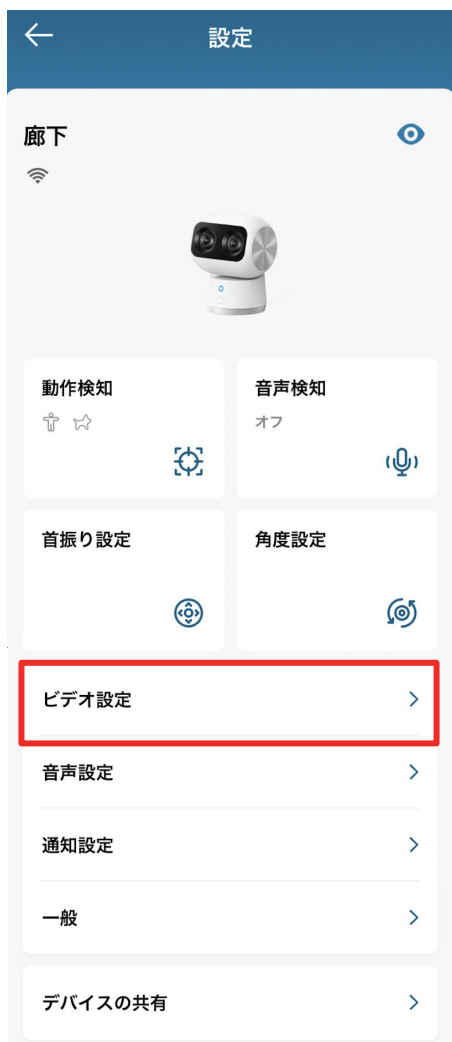 設定
廊下
動作検知
音声検知
オフ
首振り設定
角度設定
ビデオ設定
音声設定
通知設定
一般
デバイスの共有